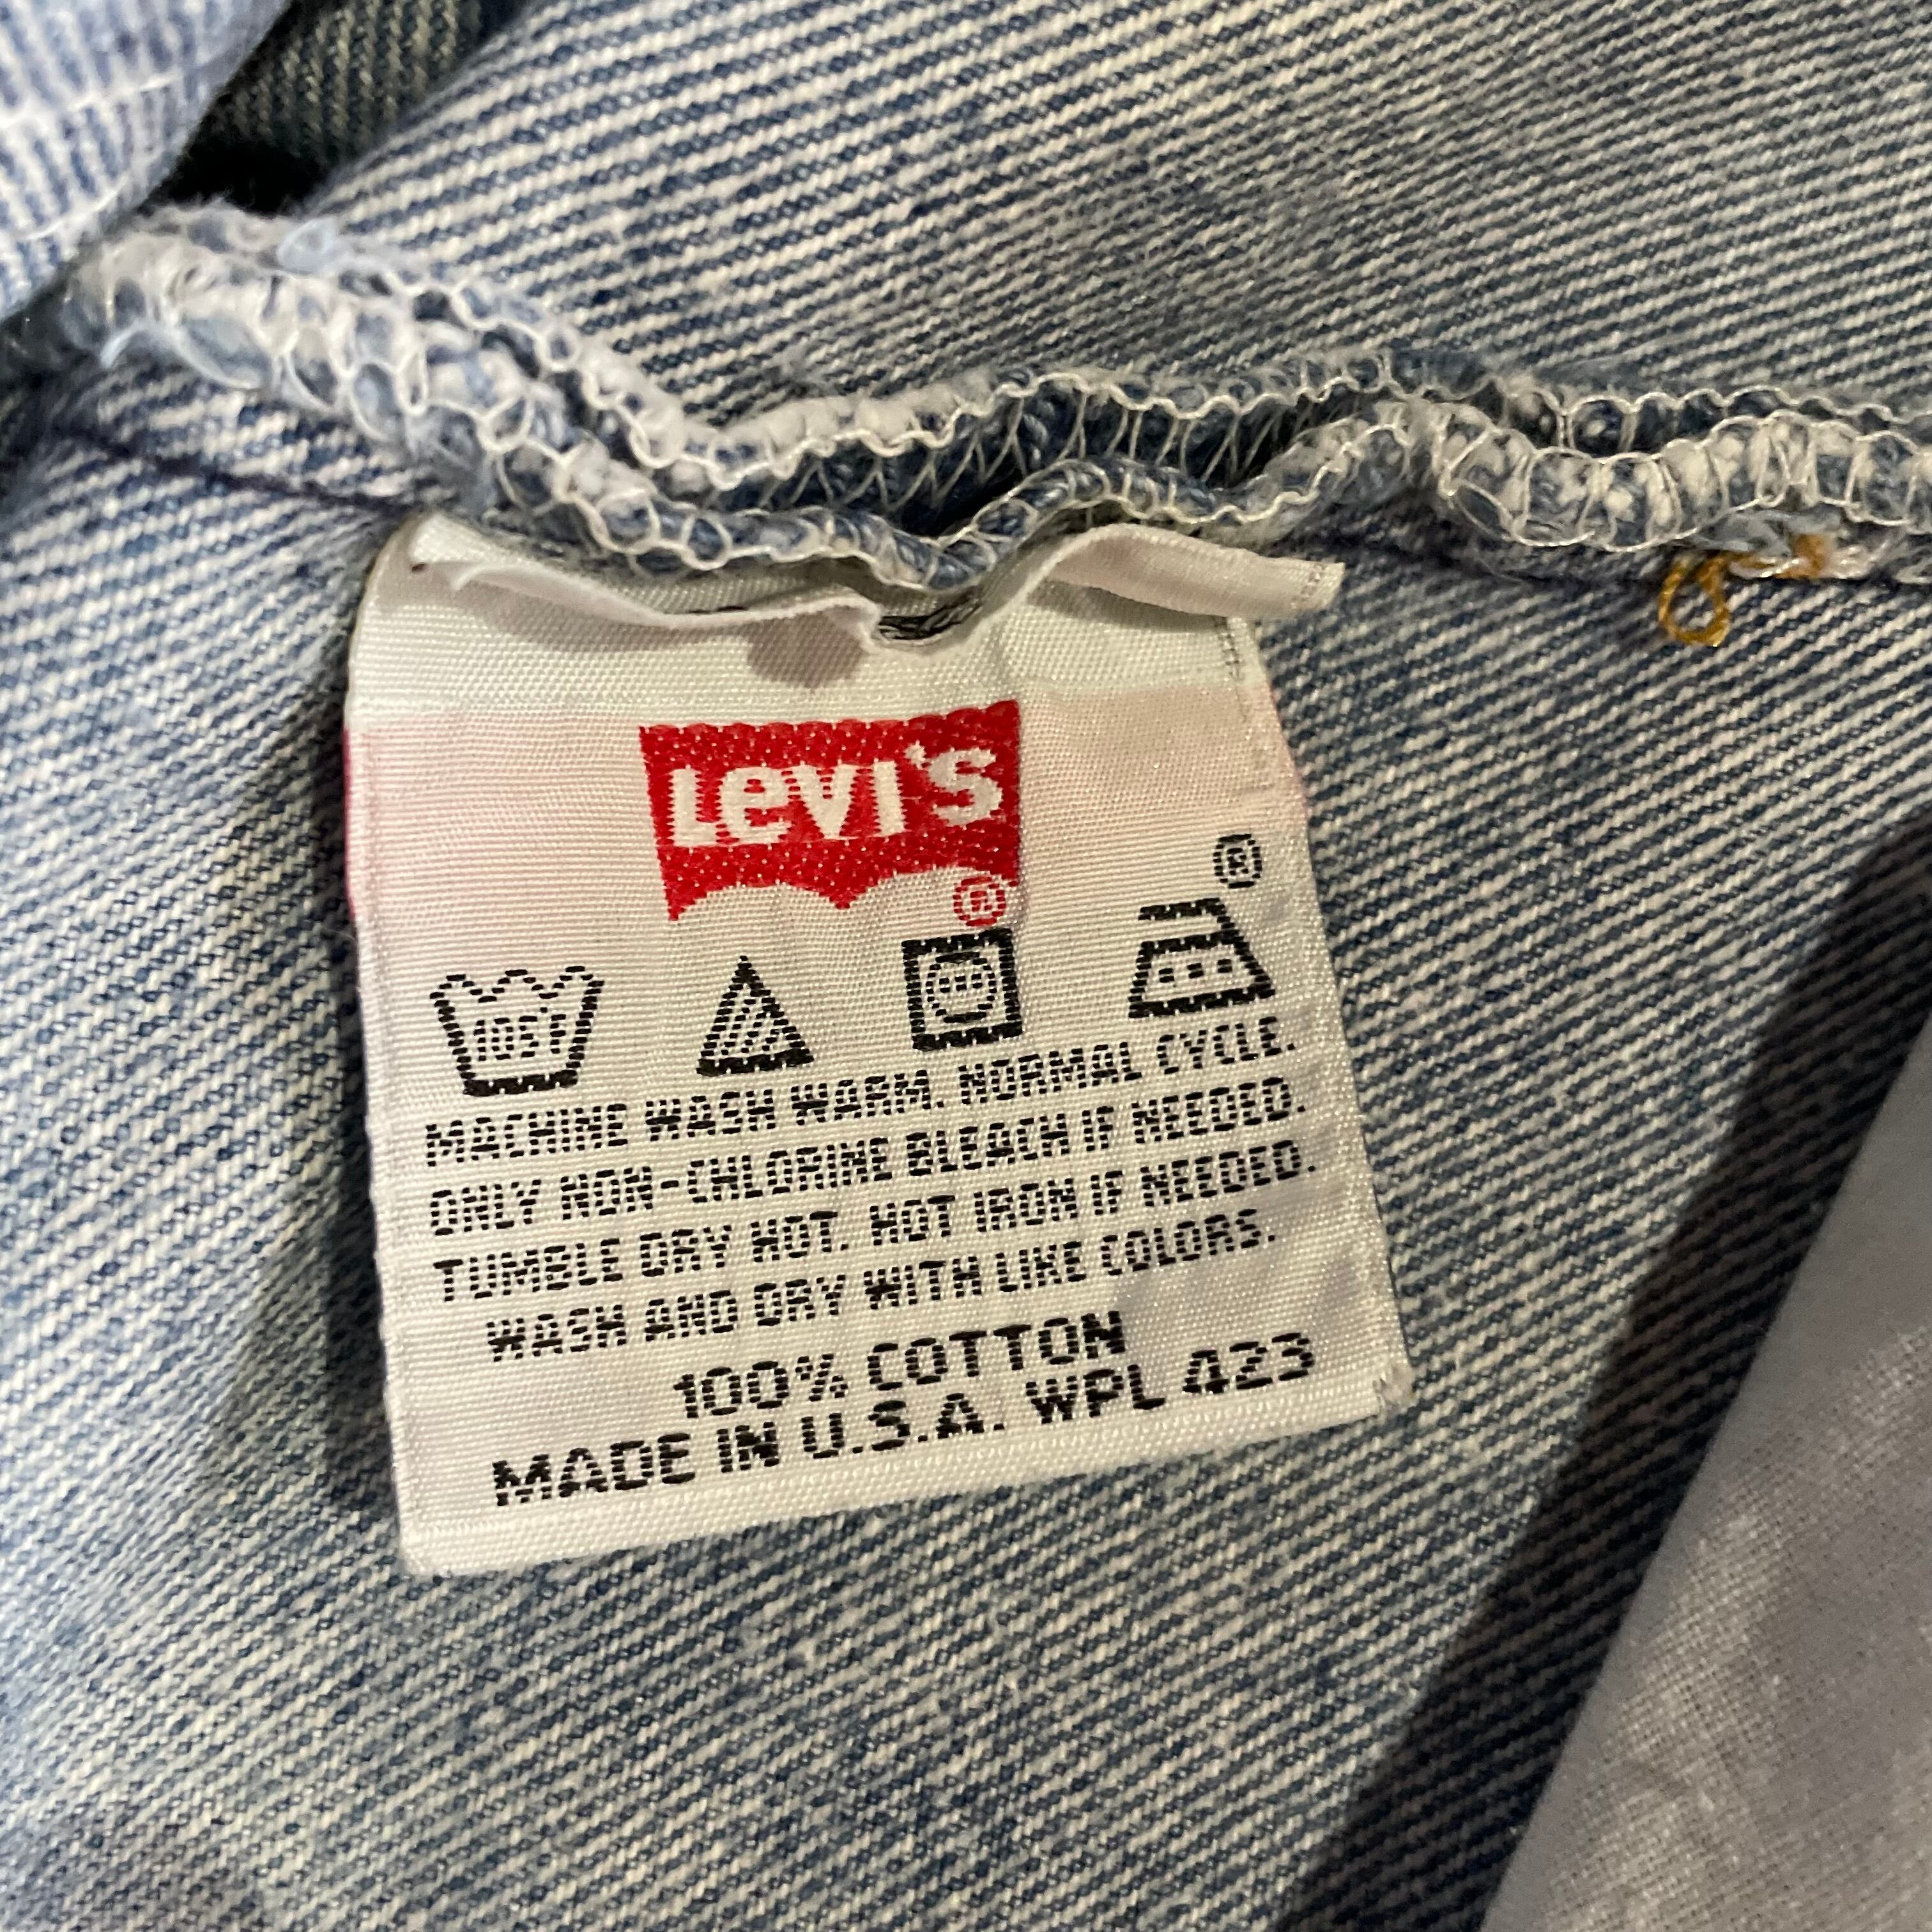 Levi's
®
®
105°F
MACHINE WASH WARM. NORMAL CYCLE.
ONLY NON-CHLORINE BLEACH IF NEEDED.
TUMBLE DRY HOT. HOT IRON IF NEEDED.
WASH AND DRY WITH LIKE COLORS.
100% COTTON
MADE IN U.S.A. WPL 423